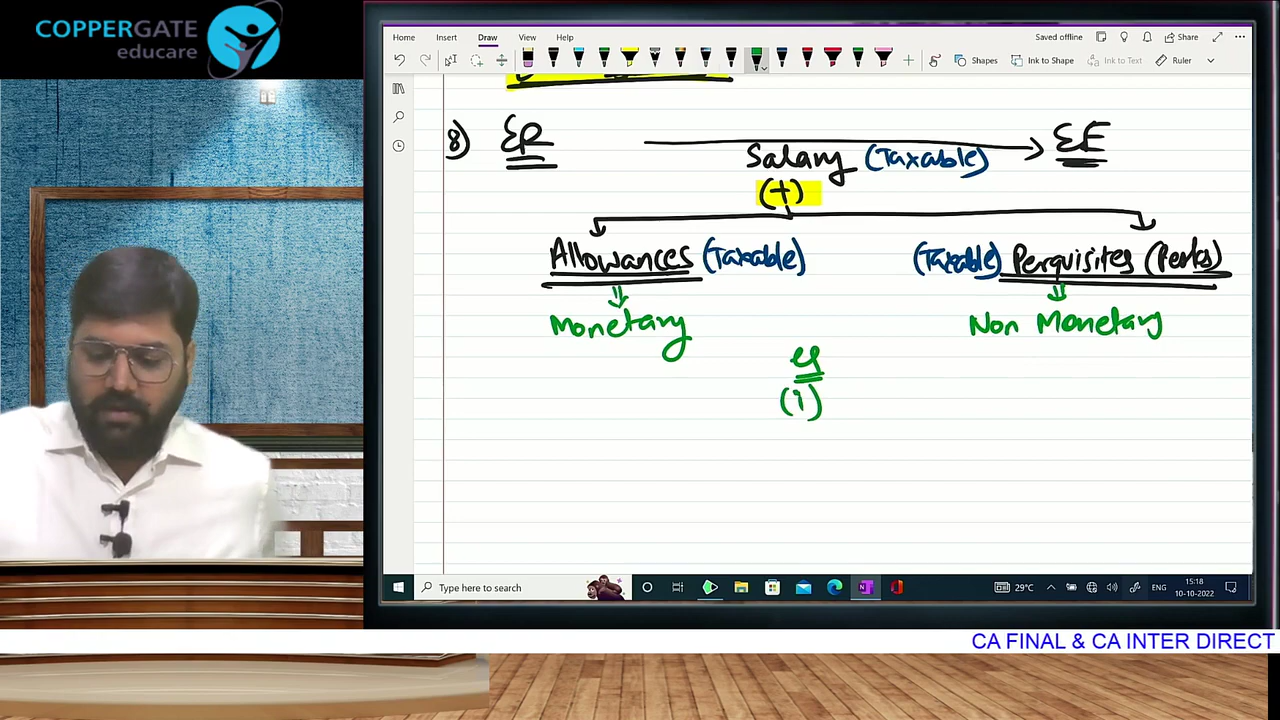 COPPERGATE
educare
Home Insert Draw View Help
Saved offline
Share
Shapes
Ink to Shape
Ink to Text
Ruler
8) ER
EE
Salary (Taxable)
(+)
Allowances (Taxable)
(Taxable) Perquisites (Perks)
Monetary
Non Monetary
eg
(i)
Type here to search
29°C
ENG
15:18
10-10-2022
CA FINAL & CA INTER DIRECT